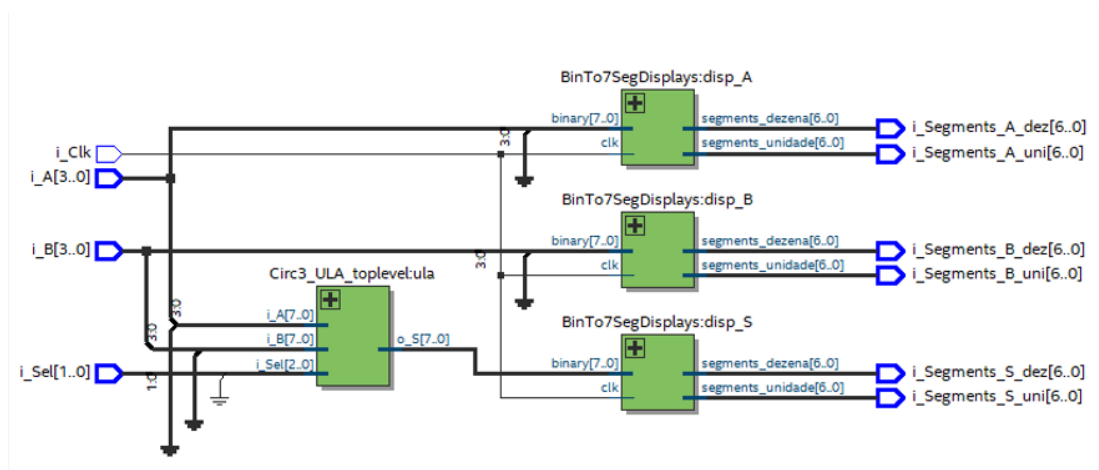 BinTo7SegDisplays:disp_A
binary[7..0]
segments_dezena[6..0]
i_Segments_A_dez[6..0]
3:0
clk
segments_unidade[6..0]
i_Segments_A_uni[6..0]
i_Clk
i_A[3..0]
BinTo7SegDisplays:disp_B
i_B[3..0]
binary[7..0]
segments_dezena[6..0]
i_Segments_B_dez[6..0]
3:0
clk
segments_unidade[6..0]
i_Segments_B_uni[6..0]
Circ3_ULA_toplevel:ula
3:0
i_A[7..0]
3:0
i_B[7..0]
o_S[7..0]
BinTo7SegDisplays:disp_S
i_Sel[1..0]
1:0
i_Sel[2..0]
binary[7..0]
segments_dezena[6..0]
i_Segments_S_dez[6..0]
clk
segments_unidade[6..0]
i_Segments_S_uni[6..0]